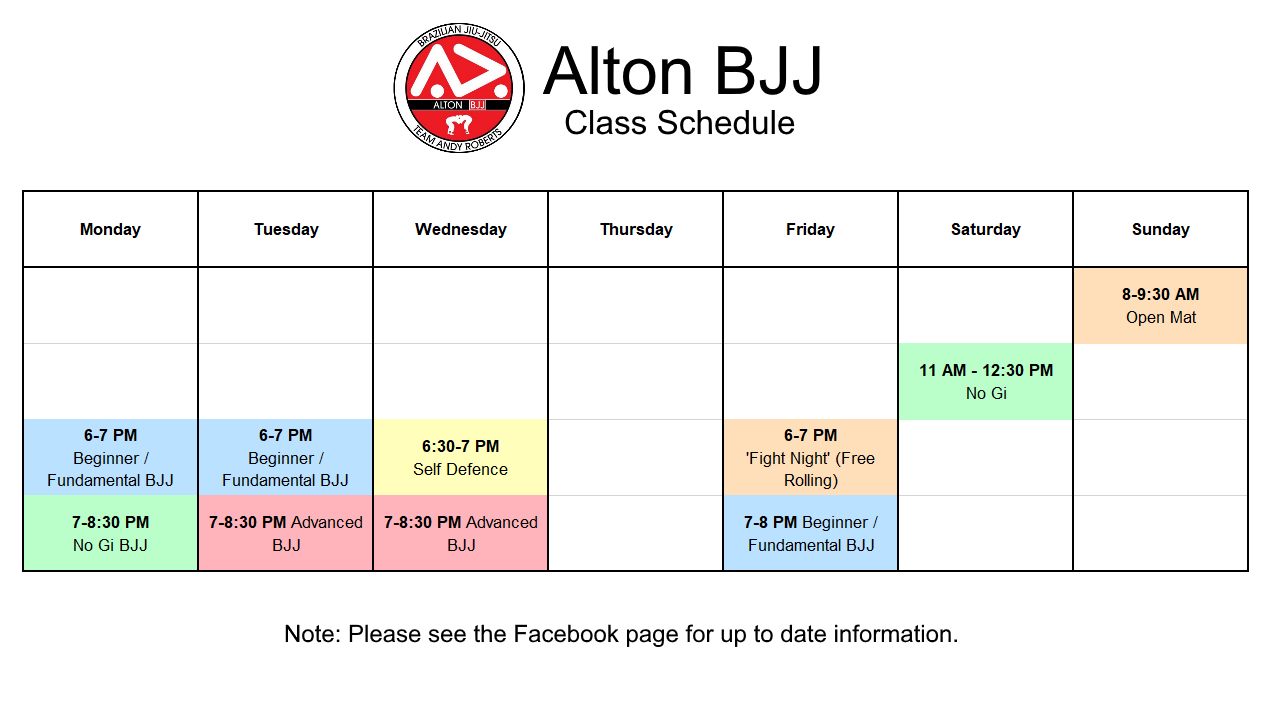 BRAZILIAN JIU-JITSU
ALTON BJJ
TEAM ANDY ROBERTS
Alton BJJ
Class Schedule
Monday
Tuesday
Wednesday
Thursday
Friday
Saturday
Sunday
8-9:30 AM
Open Mat
11 AM - 12:30 PM
No Gi
6-7 PM
Beginner /
Fundamental BJJ
6-7 PM
Beginner /
Fundamental BJJ
6:30-7 PM
Self Defence
6-7 PM
'Fight Night' (Free
Rolling)
7-8:30 PM
No Gi BJJ
7-8:30 PM Advanced
BJJ
7-8:30 PM Advanced
BJJ
7-8 PM Beginner /
Fundamental BJJ
Note: Please see the Facebook page for up to date information.